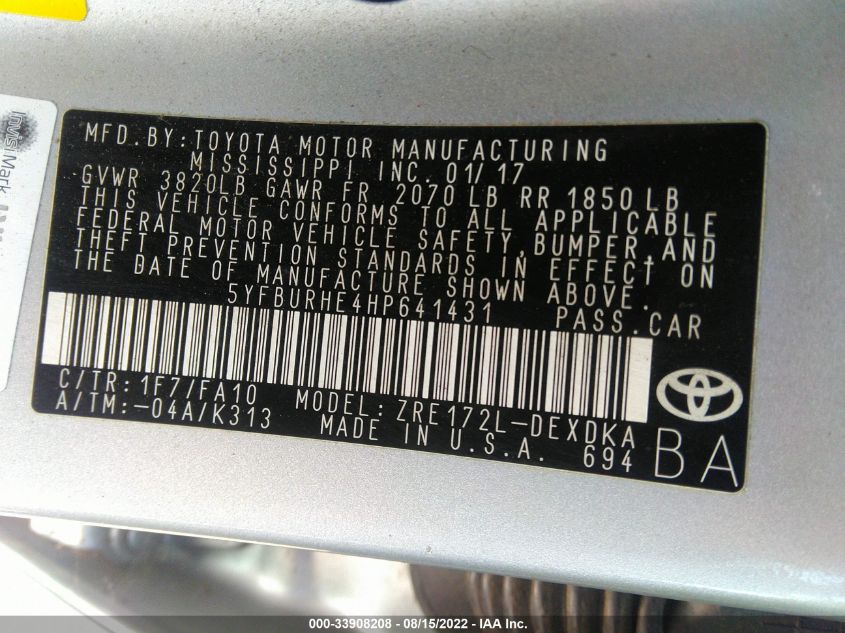 InvisiMark
MFD.BY:TOYOTA MOTOR MANUFACTURING
MISSISSIPPI INC. 01/17
GVWR 3820LB GAWR FR 2070 LB RR 1850 LB
THIS VEHICLE CONFORMS TO ALL APPLICABLE
FEDERAL MOTOR VEHICLE SAFETY,BUMPER,AND
THEFT PREVENTION STANDARDS IN EFFECT ON
THE DATE OF MANUFACTURE SHOWN ABOVE.
5YFBURHE4HP641431 PASS.CAR
C/TR:1F7/FA10
A/TM:-04A/K313
MODEL:ZRE172L-DEXDKA
MADE IN U.S.A. 694
BA
000-33908208 - 08/15/2022 - IAA Inc.